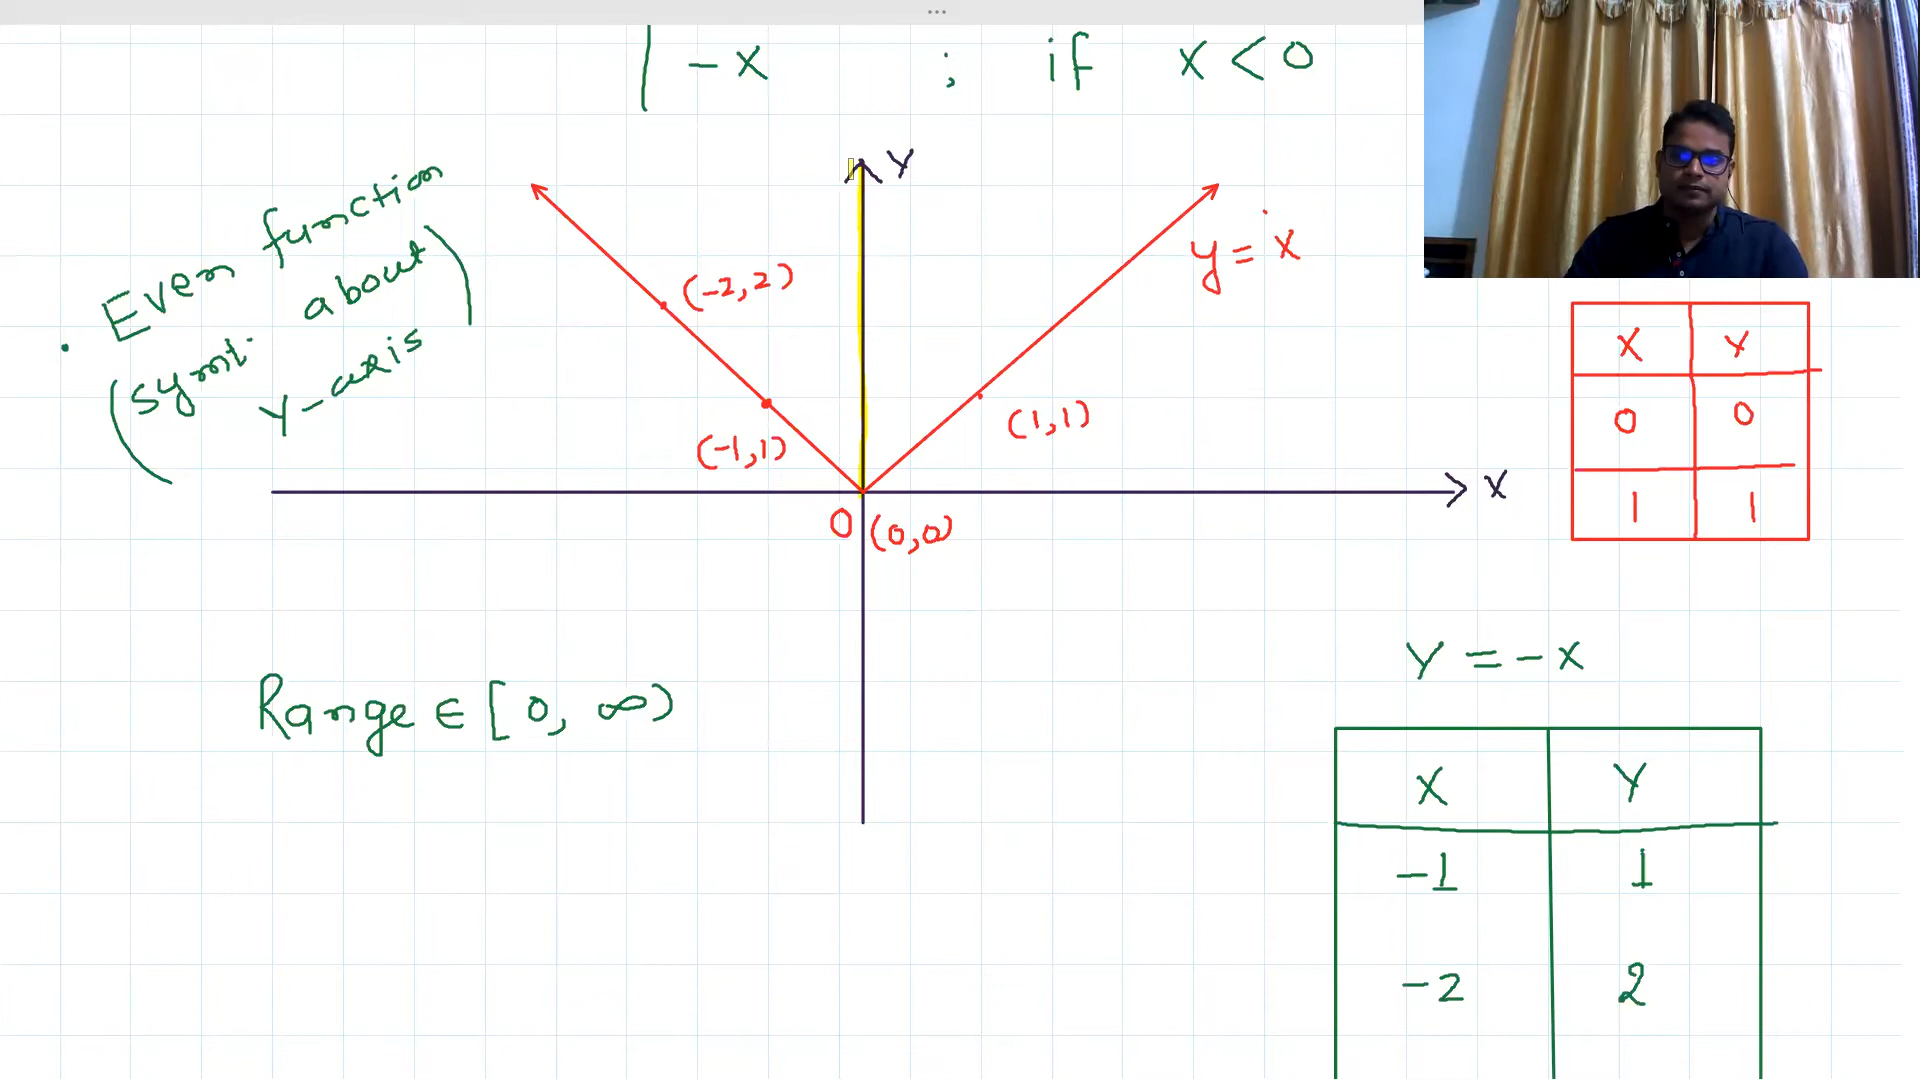 -x ; if x < 0
Y
• Even function
(symt. about
Y-axis)
(-2,2)
y = x
(-1,1)
(1,1)
X
O (0,0)
X Y
0 0
1 1
Range ∈ [0, ∞)
Y = -x
X Y
-1 1
-2 2